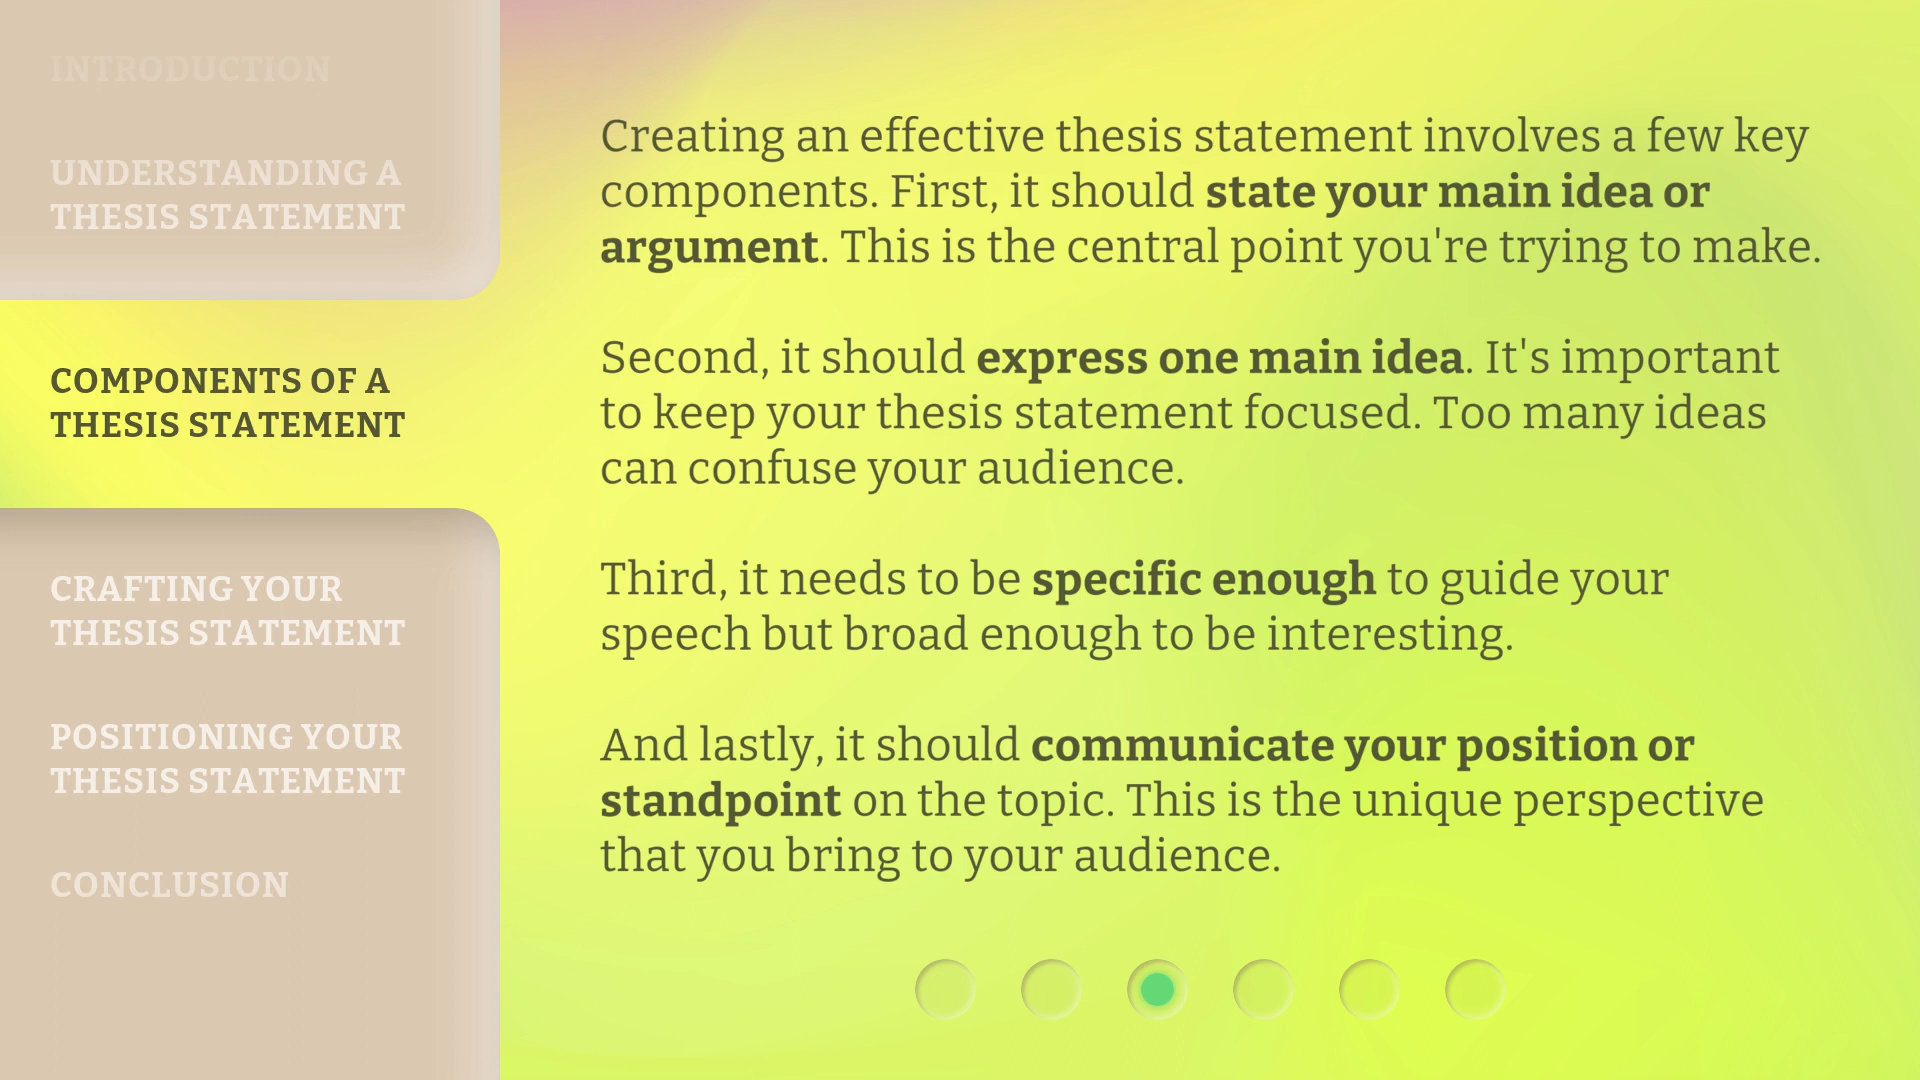 INTRODUCTION
UNDERSTANDING A
THESIS STATEMENT
COMPONENTS OF A
THESIS STATEMENT
CRAFTING YOUR
THESIS STATEMENT
POSITIONING YOUR
THESIS STATEMENT
CONCLUSION
Creating an effective thesis statement involves a few key
components. First, it should state your main idea or
argument. This is the central point you're trying to make.
Second, it should express one main idea. It's important
to keep your thesis statement focused. Too many ideas
can confuse your audience.
Third, it needs to be specific enough to guide your
speech but broad enough to be interesting.
And lastly, it should communicate your position or
standpoint on the topic. This is the unique perspective
that you bring to your audience.